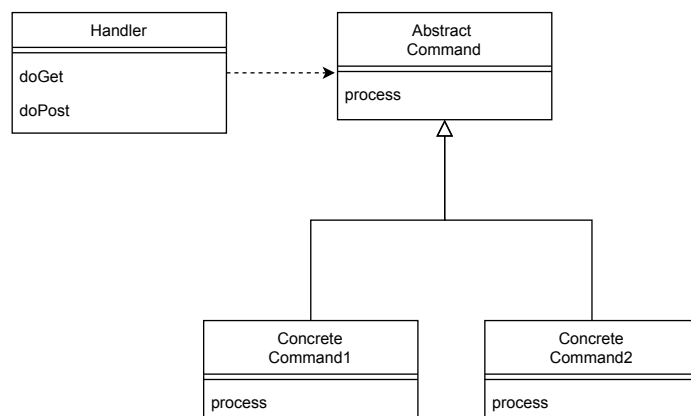 Handler
doGet
doPost
Abstract
Command
process
Concrete
Command1
process
Concrete
Command2
process